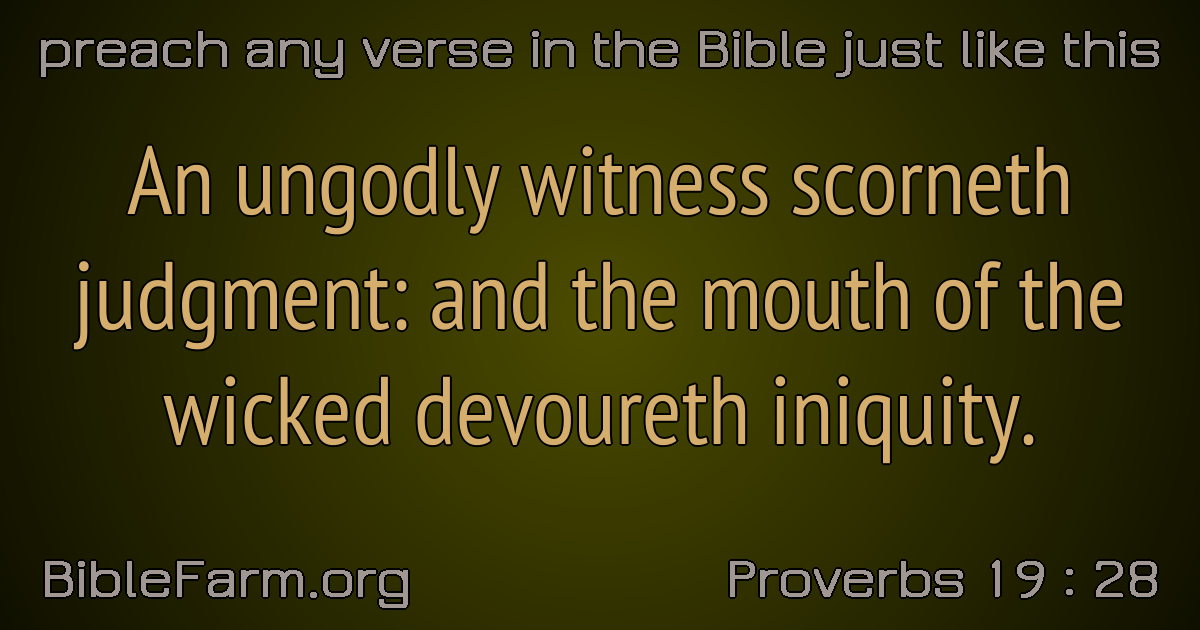 preach any verse in the Bible just like this
An ungodly witness scorneth
judgment: and the mouth of the
wicked devoureth iniquity.
BibleFarm.org
Proverbs 19 : 28